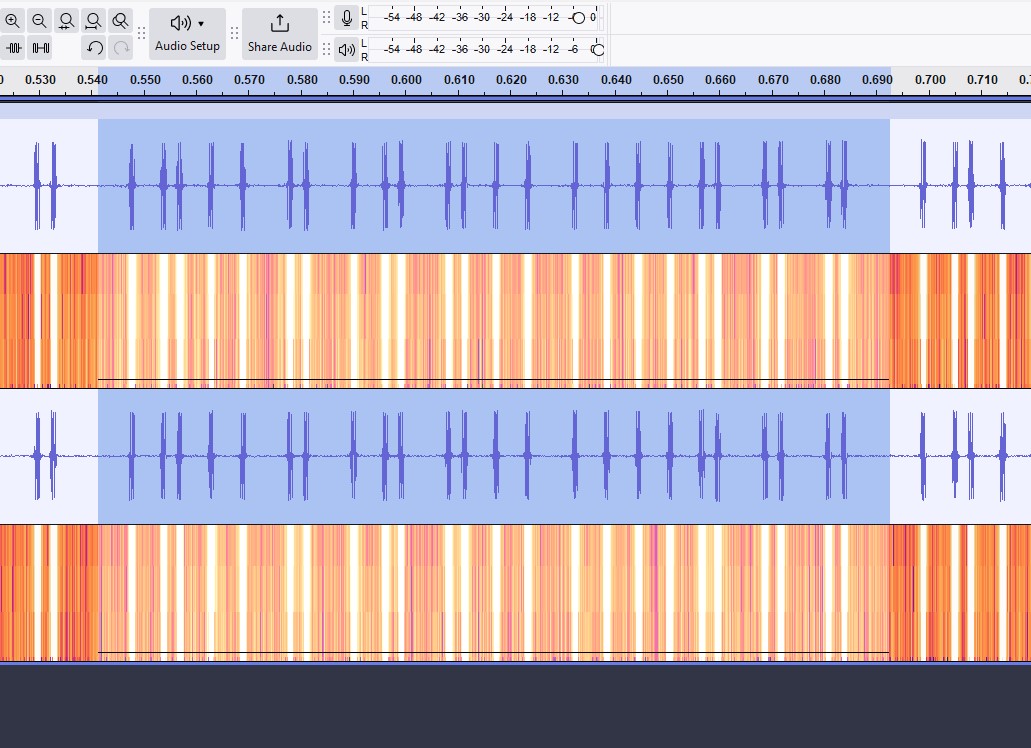 L
R
-54 -48 -42 -36 -30 -24 -18 -12 0
Audio Setup
Share Audio
L
R
-54 -48 -42 -36 -30 -24 -18 -12 -6
0.530 0.540 0.550 0.560 0.570 0.580 0.590 0.600 0.610 0.620 0.630 0.640 0.650 0.660 0.670 0.680 0.690 0.700 0.710